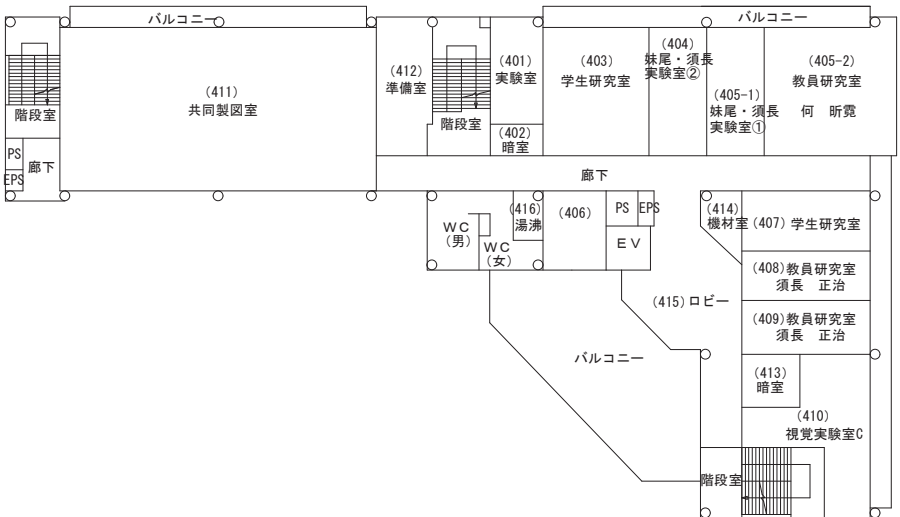 バルコニー
バルコニー
(411)
共同製図室
階段室
PS
EPS
廊下
(412)
準備室
階段室
(401)
実験室
(402)
暗室
(403)
学生研究室
(404)
妹尾・須長
実験室②
(405-1)
妹尾・須長
実験室①
(405-2)
教員研究室
何 昕霓
廊下
WC
(男)
WC
(女)
(416)
湯沸
(406)
PS
EPS
EV
(414)
機材室
(407) 学生研究室
(408)教員研究室
須長 正治
(415)ロビー
(409)教員研究室
須長 正治
バルコニー
(413)
暗室
(410)
視覚実験室C
階段室